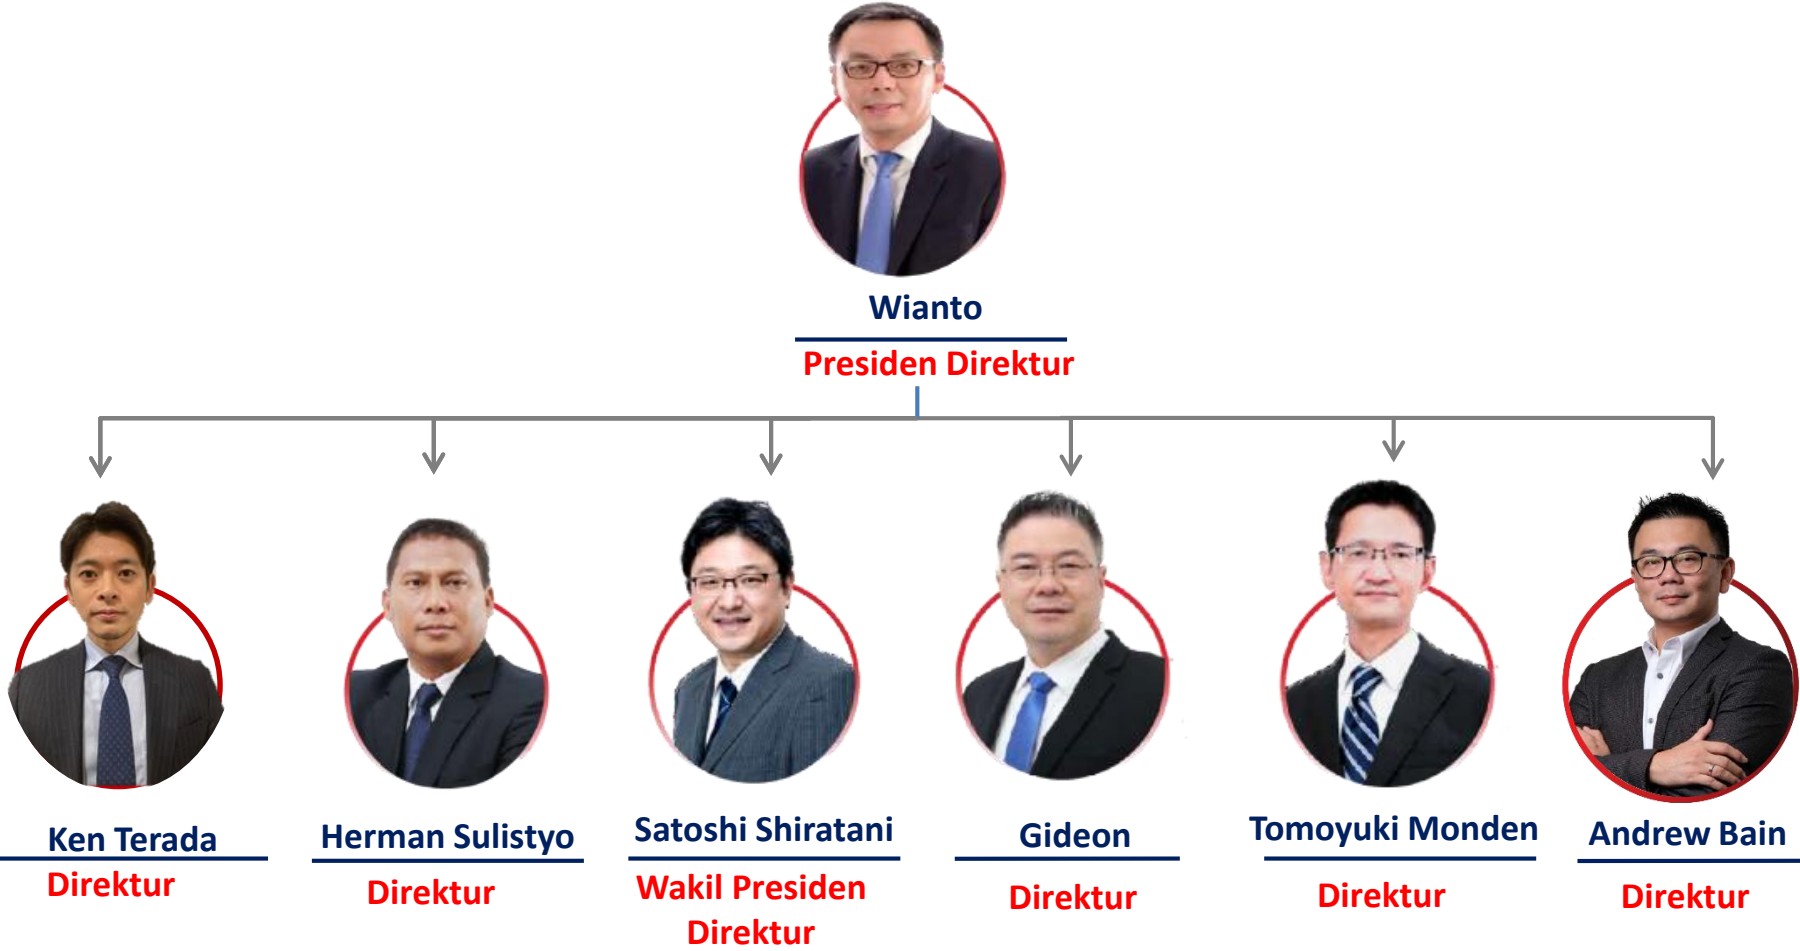 Wianto
Presiden Direktur
Ken Terada
Direktur
Herman Sulistyo
Direktur
Satoshi Shiratani
Wakil Presiden
Direktur
Gideon
Direktur
Tomoyuki Monden
Direktur
Andrew Bain
Direktur